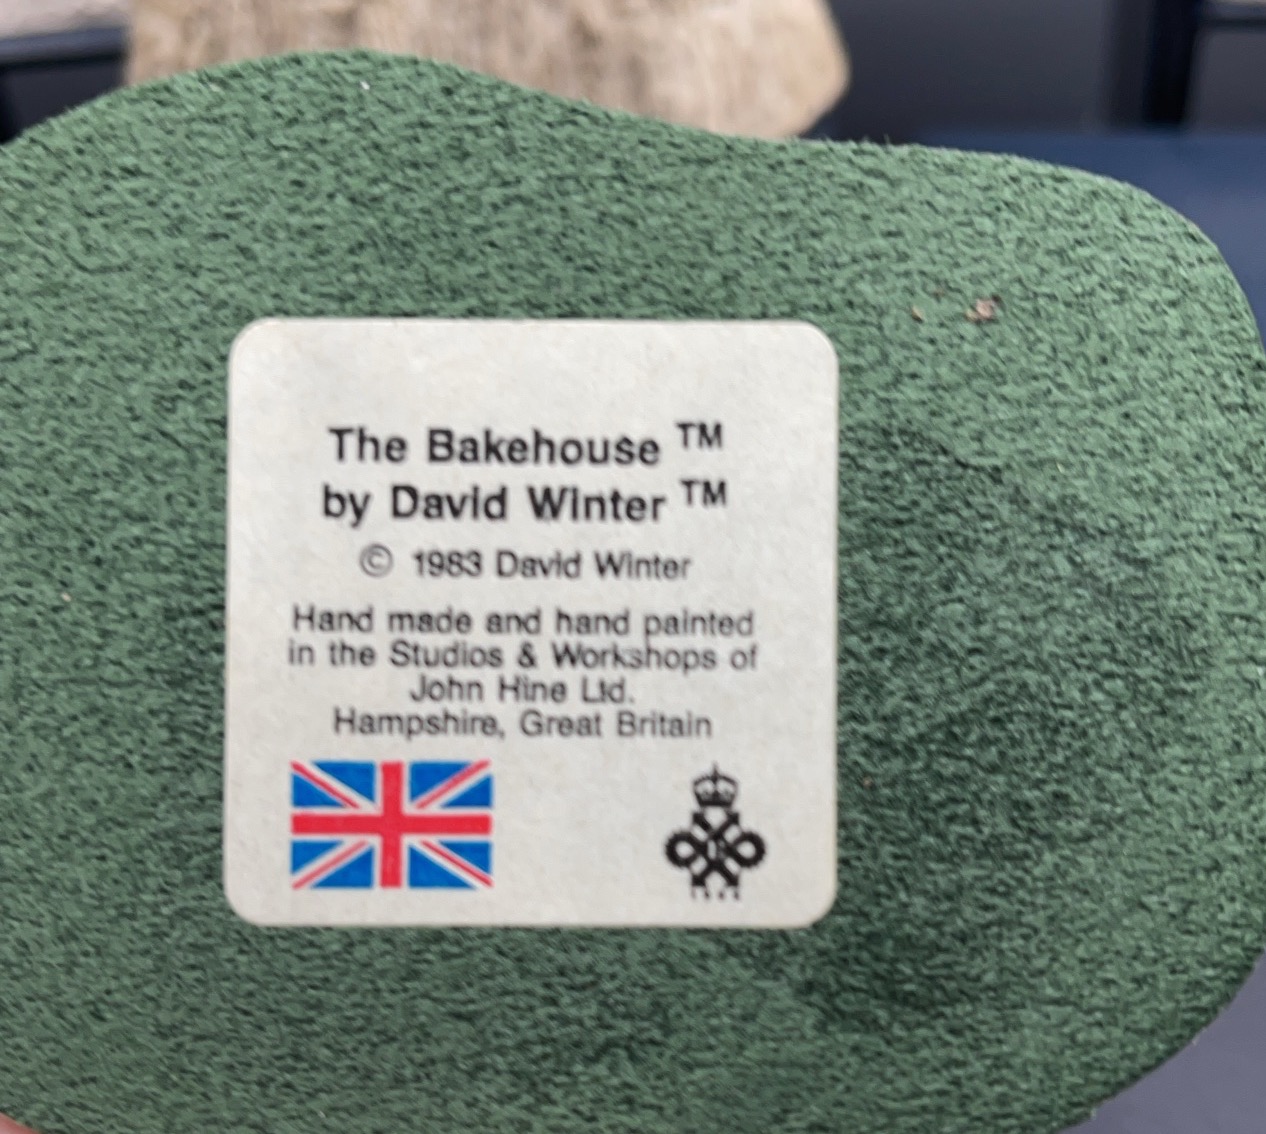 The Bakehouse ™
by David Winter ™
© 1983 David Winter
Hand made and hand painted
in the Studios & Workshops of
John Hine Ltd.
Hampshire, Great Britain